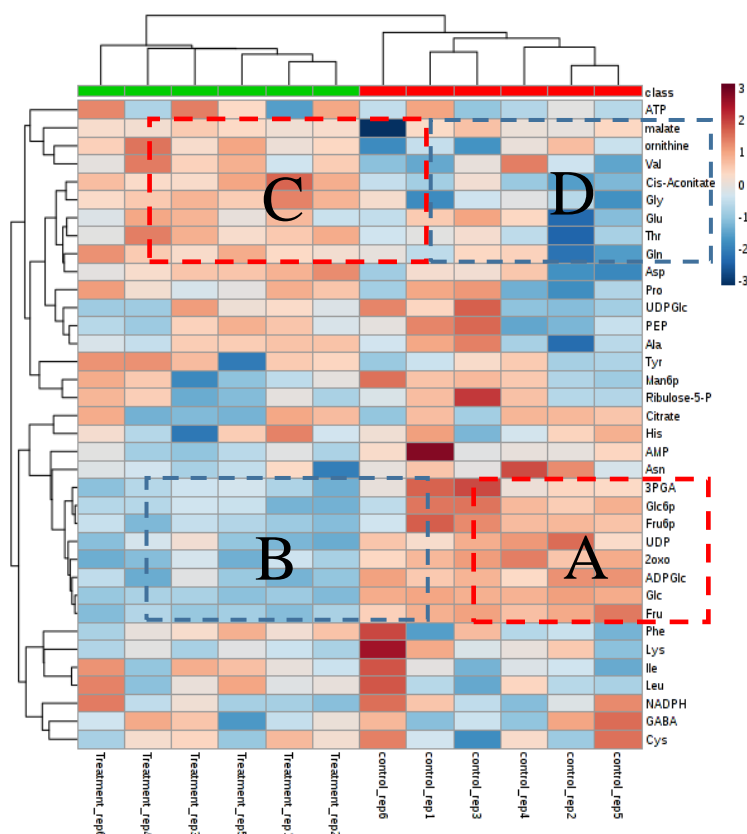 class
3
2
1
0
-1
-2
-3
ATP
malate
ornithine
Val
Cis-Aconitate
Gly
Glu
Thr
Gln
Asp
Pro
UDPGlc
PEP
Ala
Tyr
Man6p
Ribulose-5-P
Citrate
His
AMP
Asn
3PGA
Glc6p
Fru6p
UDP
2oxo
ADPGlc
Glc
Fru
Phe
Lys
Ile
Leu
NADPH
GABA
Cys
C
D
B
A
control_rep6
control_rep1
control_rep3
control_rep4
control_rep2
control_rep5